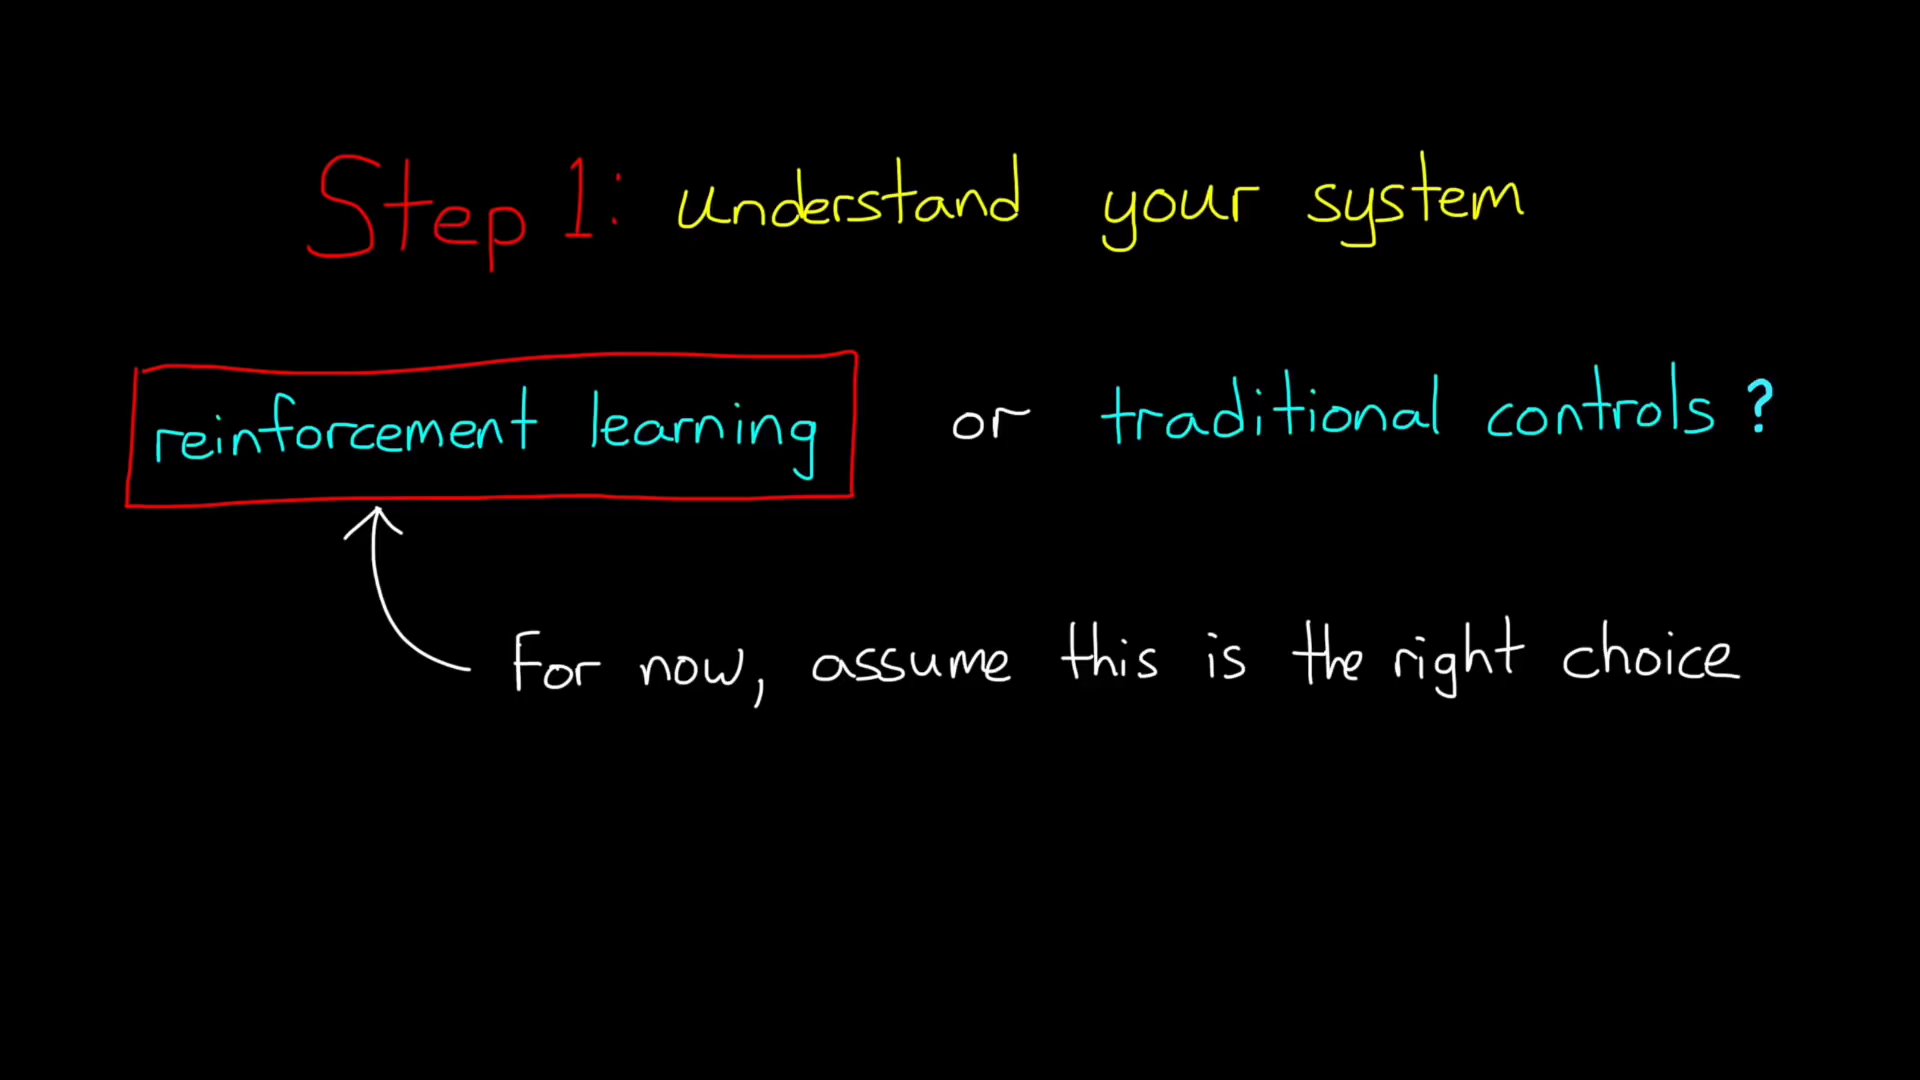 Step 1: understand your system
reinforcement learning or traditional controls?
For now, assume this is the right choice